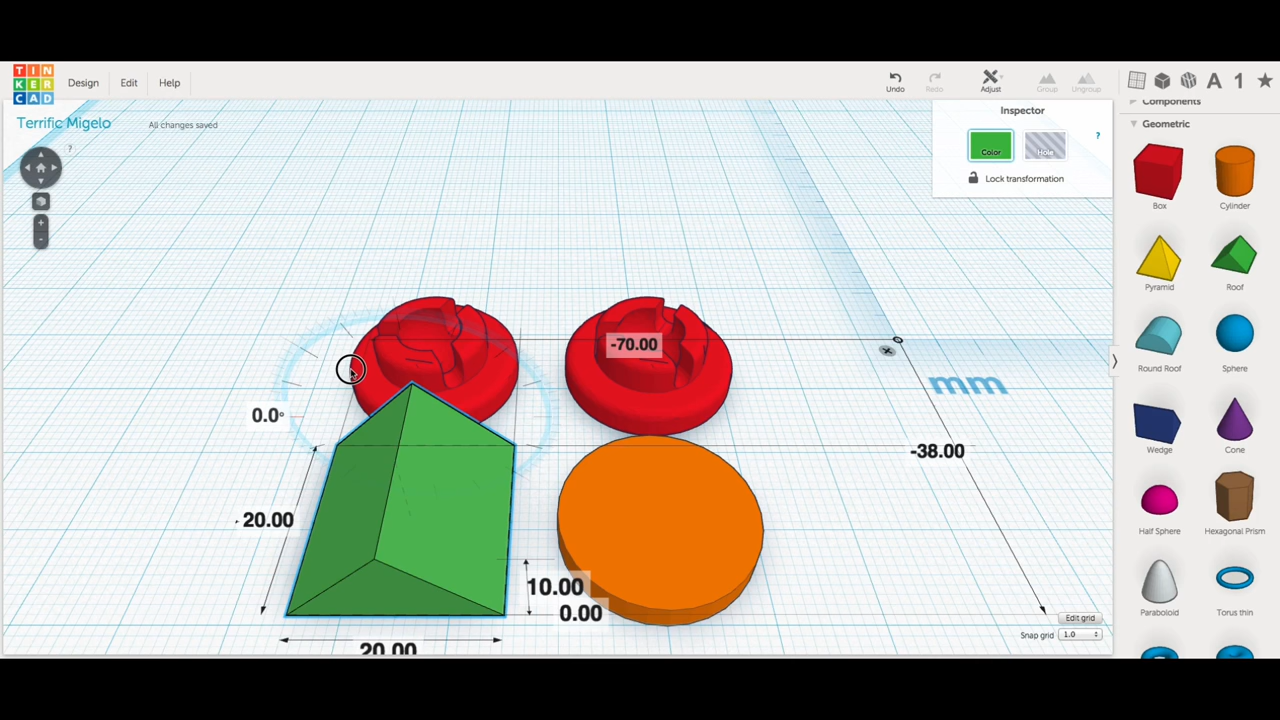 TIN
KER
CAD
Design
Edit
Help
Undo
Redo
Adjust
Group
Ungroup
A
1
Components
Terrific Migelo
All changes saved
?
Inspector
Color
Hole
?
Lock transformation
Geometric
Box
Cylinder
Pyramid
Roof
Round Roof
Sphere
Wedge
Cone
Half Sphere
Hexagonal Prism
Paraboloid
Torus thin
-70.00
mm
0.0°
-38.00
20.00
10.00
0.00
20.00
Edit grid
Snap grid
1.0